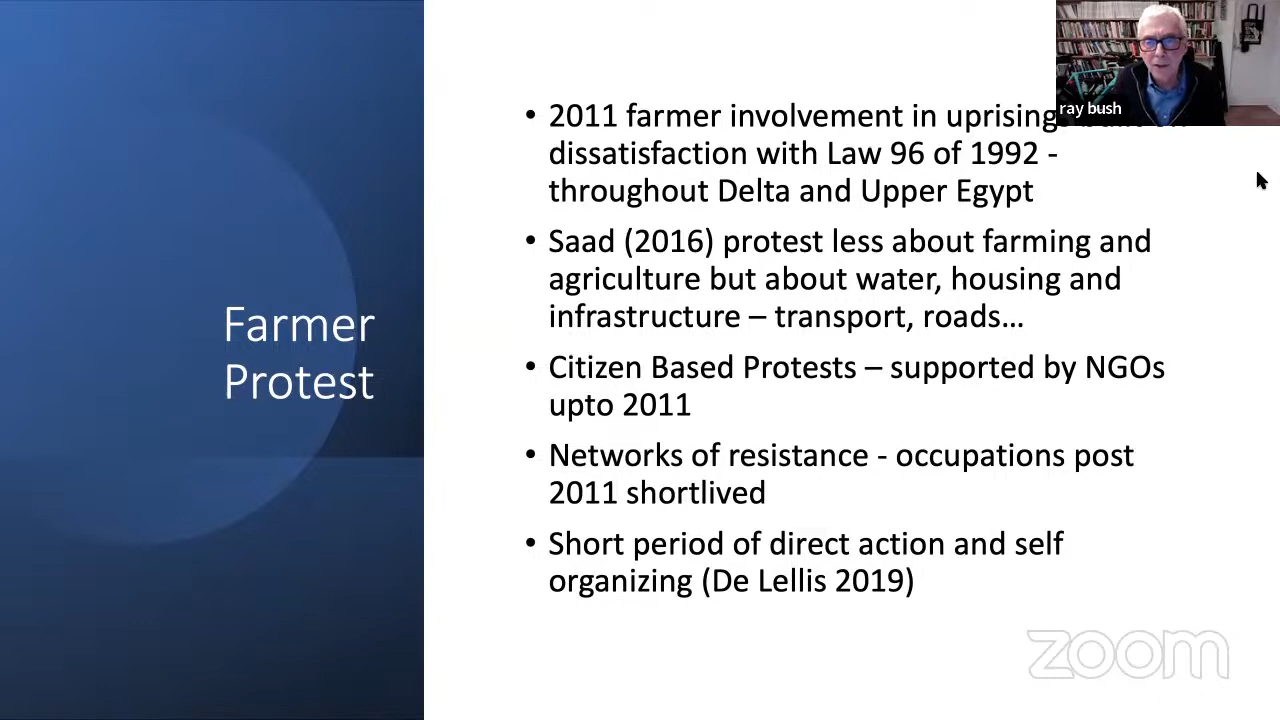 Farmer
Protest
• 2011 farmer involvement in uprisings
dissatisfaction with Law 96 of 1992 -
throughout Delta and Upper Egypt
• Saad (2016) protest less about farming and
agriculture but about water, housing and
infrastructure – transport, roads…
• Citizen Based Protests – supported by NGOs
upto 2011
• Networks of resistance - occupations post
2011 shortlived
• Short period of direct action and self
organizing (De Lellis 2019)
ray bush
zoom